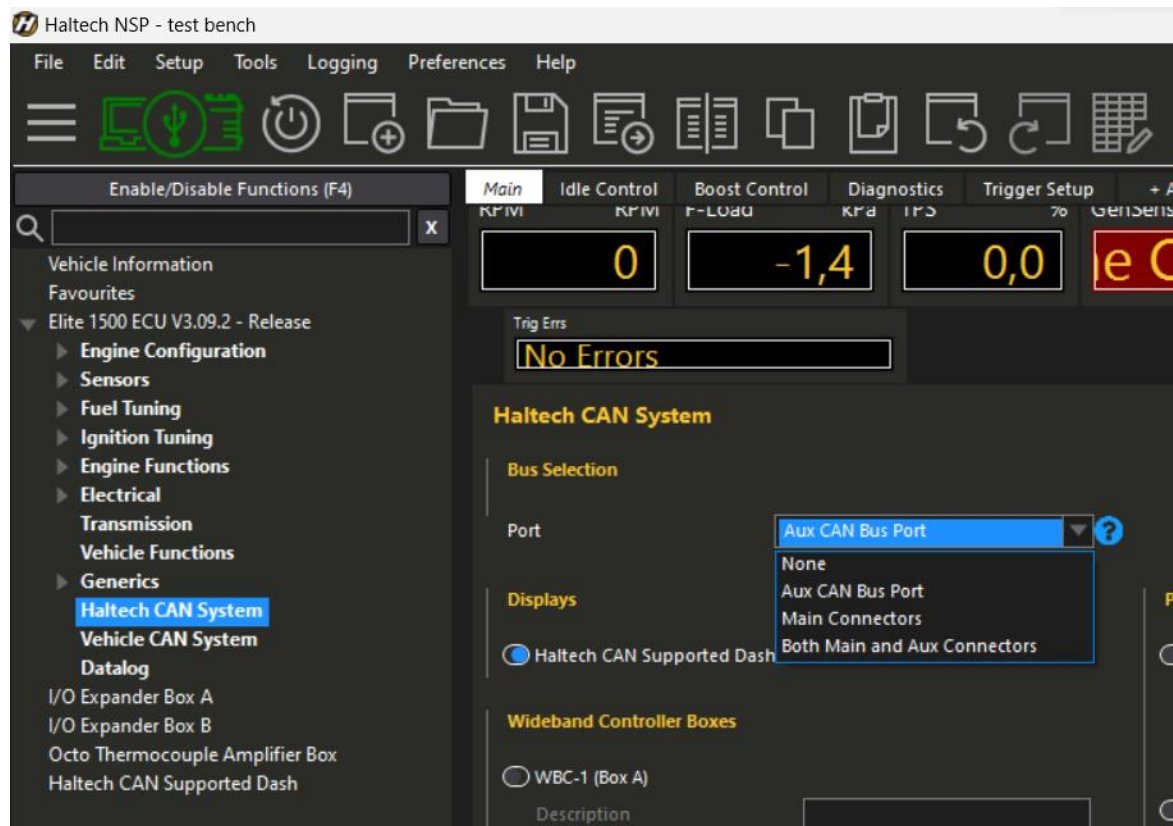 Haltech NSP - test bench
File Edit Setup Tools Logging Preferences Help
Enable/Disable Functions (F4)
Main Idle Control Boost Control Diagnostics Trigger Setup + A
x
RPM RPM F-Load kPa TPS % GenSens
0 -1,4 0,0 e C
Vehicle Information
Favourites
Elite 1500 ECU V3.09.2 - Release
Engine Configuration
Sensors
Fuel Tuning
Ignition Tuning
Engine Functions
Electrical
Transmission
Vehicle Functions
Generics
Haltech CAN System
Vehicle CAN System
Datalog
I/O Expander Box A
I/O Expander Box B
Octo Thermocouple Amplifier Box
Haltech CAN Supported Dash
Trig Errs
No Errors
Haltech CAN System
Bus Selection
Port
Aux CAN Bus Port
?
None
Aux CAN Bus Port
Main Connectors
Both Main and Aux Connectors
Displays
Haltech CAN Supported Dash
Wideband Controller Boxes
WBC-1 (Box A)
Description